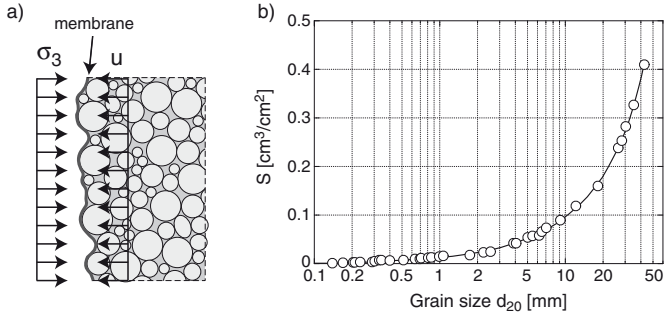 a)
membrane
σ₃
u
b)
0.5
0.4
0.3
0.2
0.1
0
S [cm³/cm²]
0.1 0.2 0.5 1.0 2 5 10 20 50
Grain size d₂₀ [mm]